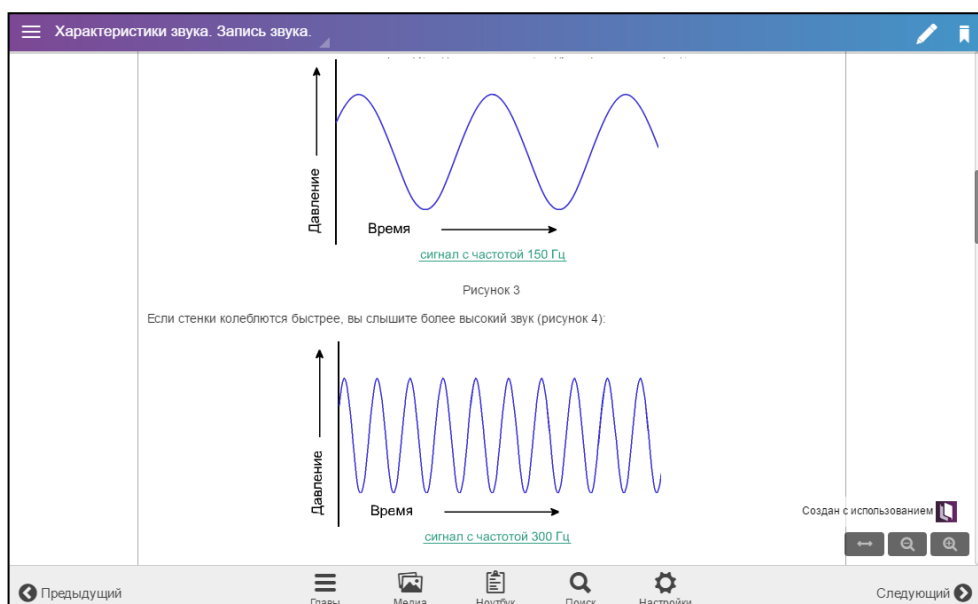 Характеристики звука. Запись звука.
Давление
Время
сигнал с частотой 150 Гц
Рисунок 3
Если стенки колеблются быстрее, вы слышите более высокий звук (рисунок 4):
Давление
Время
сигнал с частотой 300 Гц
Создан с использованием
Предыдущий
Главы
Медиа
Ноутбук
Поиск
Настройки
Следующий